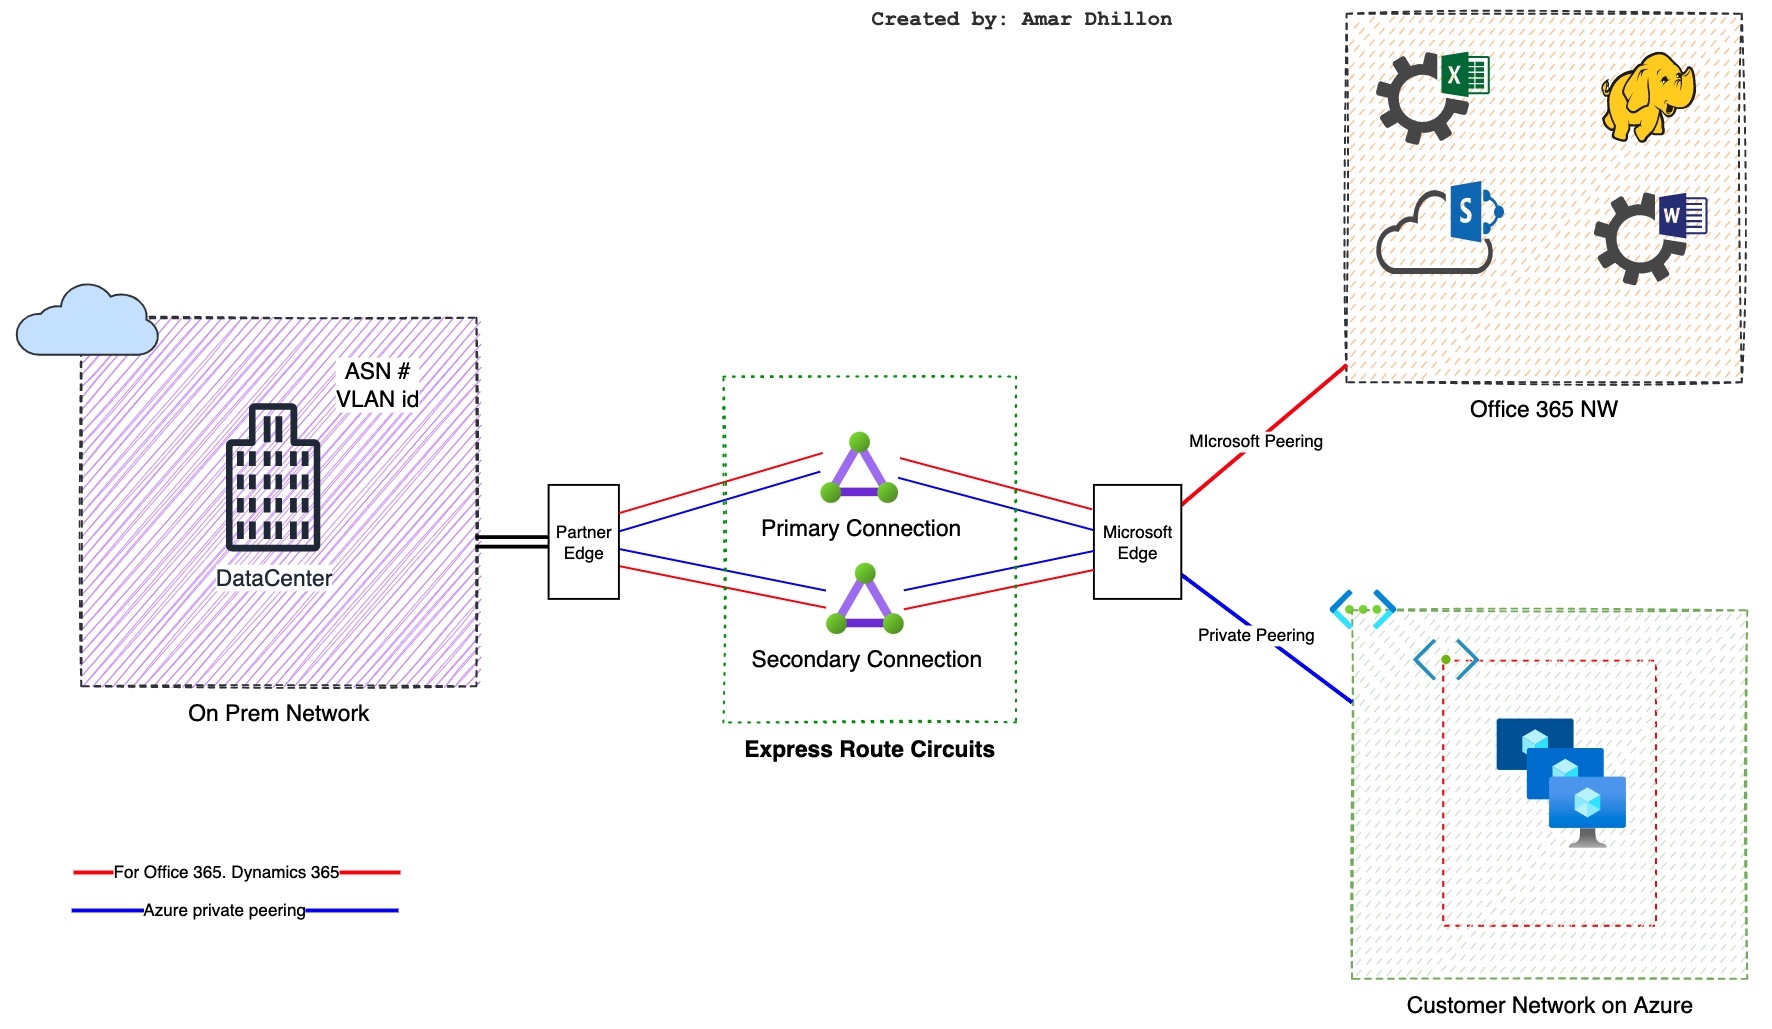 Created by: Amar Dhillon
X
S
W
Office 365 NW
ASN #
VLAN id
DataCenter
On Prem Network
Partner
Edge
Primary Connection
Secondary Connection
Express Route Circuits
Microsoft
Edge
MIcrosoft Peering
Private Peering
For Office 365. Dynamics 365
Azure private peering
Customer Network on Azure